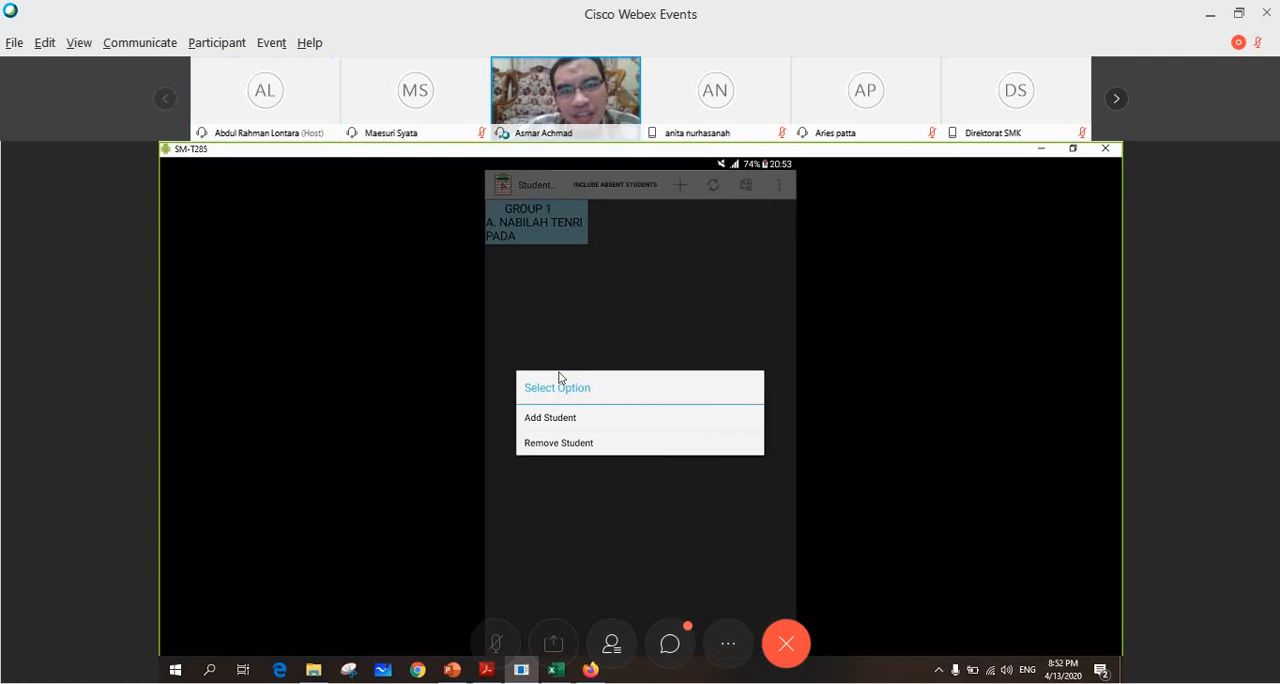 Cisco Webex Events
File Edit View Communicate Participant Event Help
AL MS AN AP DS
Abdul Rahman Lontara (Host) Maesuri Syata Asmar Achmad anita nurhasanah Aries patta Direktorat SMK
SM-T285
74% 20:53
Student.. INCLUDE ABSENT STUDENTS
GROUP 1
A. NABILAH TENRI
PADA
Select Option
Add Student
Remove Student
ENG
8:52 PM
4/13/2020
2